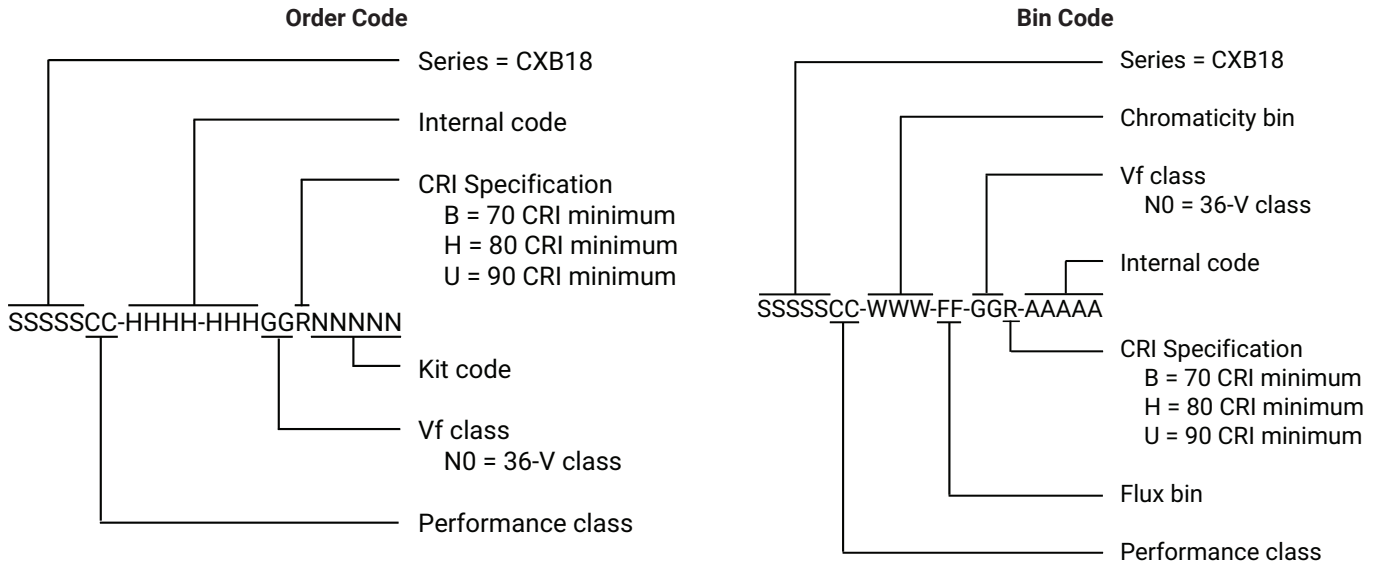 Order Code
Series = CXB18
Internal code
CRI Specification
B = 70 CRI minimum
H = 80 CRI minimum
U = 90 CRI minimum
SSSSSCC-HHHH-HHHGGRNNNNN
Kit code
Vf class
N0 = 36-V class
Performance class
Bin Code
Series = CXB18
Chromaticity bin
Vf class
N0 = 36-V class
Internal code
SSSSSCC-WWW-FF-GGR-AAAAA
CRI Specification
B = 70 CRI minimum
H = 80 CRI minimum
U = 90 CRI minimum
Flux bin
Performance class